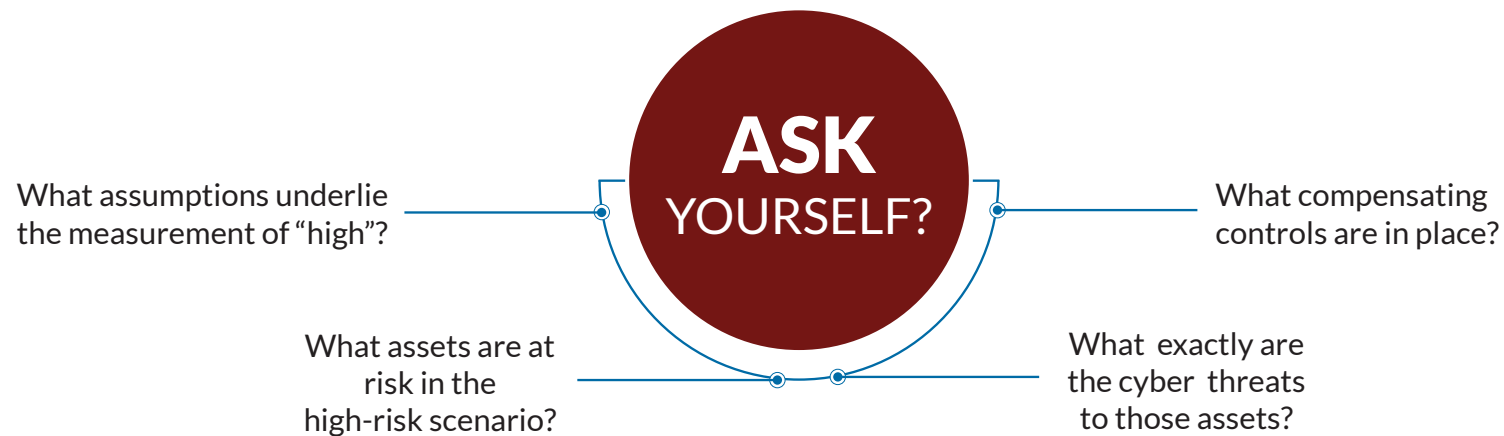 ASK
YOURSELF?
What assumptions underlie
the measurement of “high”?
What assets are at
risk in the
high-risk scenario?
What exactly are
the cyber threats
to those assets?
What compensating
controls are in place?